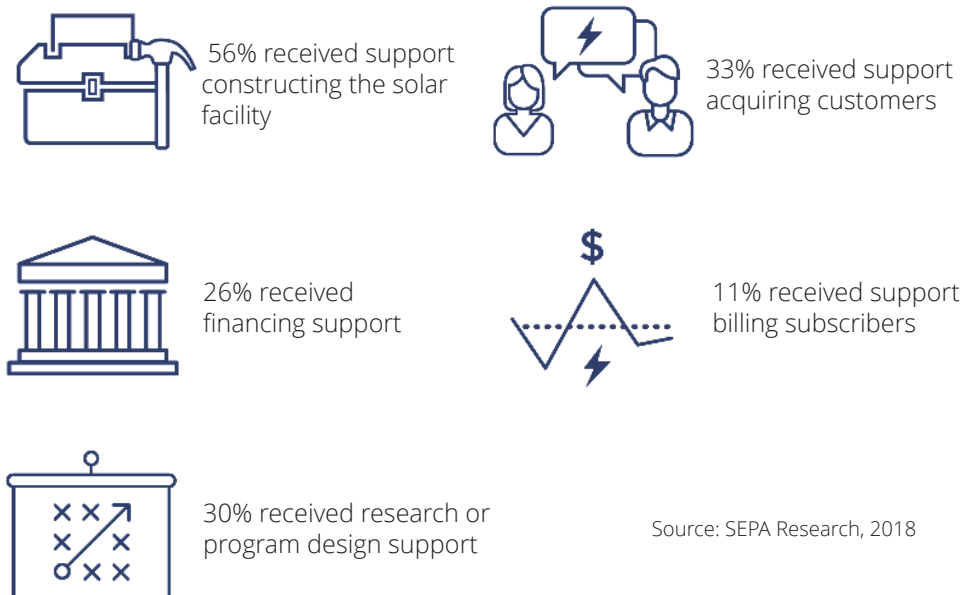 56% received support
constructing the solar
facility
33% received support
acquiring customers
26% received
financing support
$
11% received support
billing subscribers
30% received research or
program design support
Source: SEPA Research, 2018